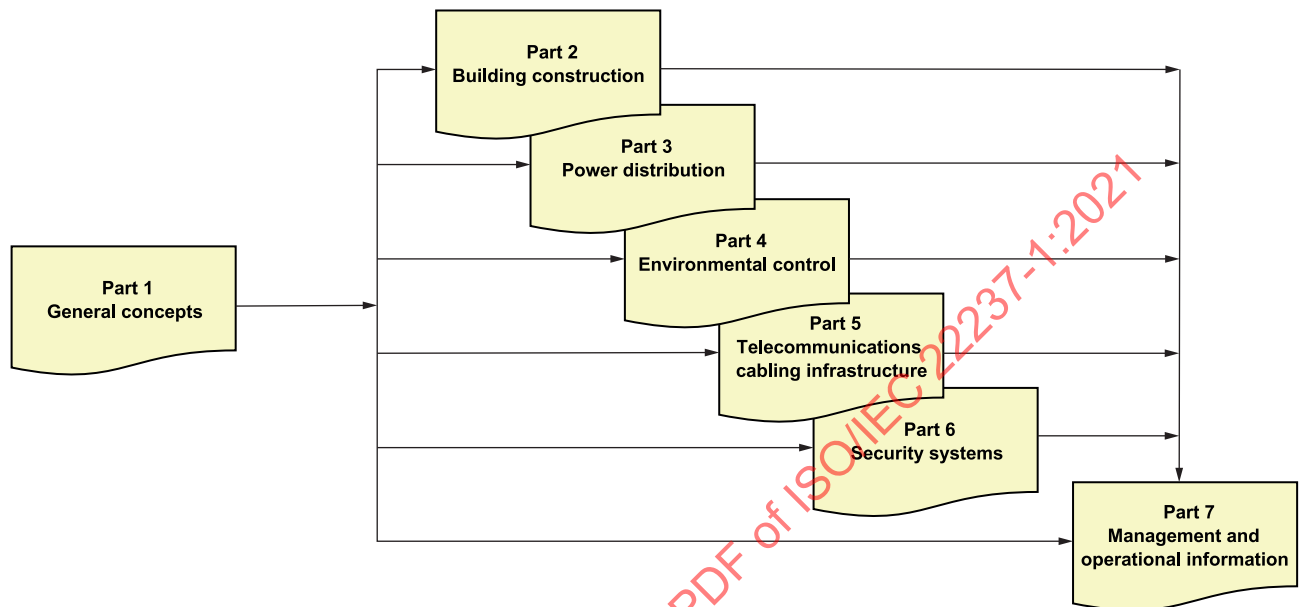 Part 2
Building construction
Part 3
Power distribution
Part 4
Environmental control
Part 1
General concepts
Part 5
Telecommunications
cabling infrastructure
Part 6
Security systems
Part 7
Management and
operational information
PDF of ISO/IEC 22237-1:2021